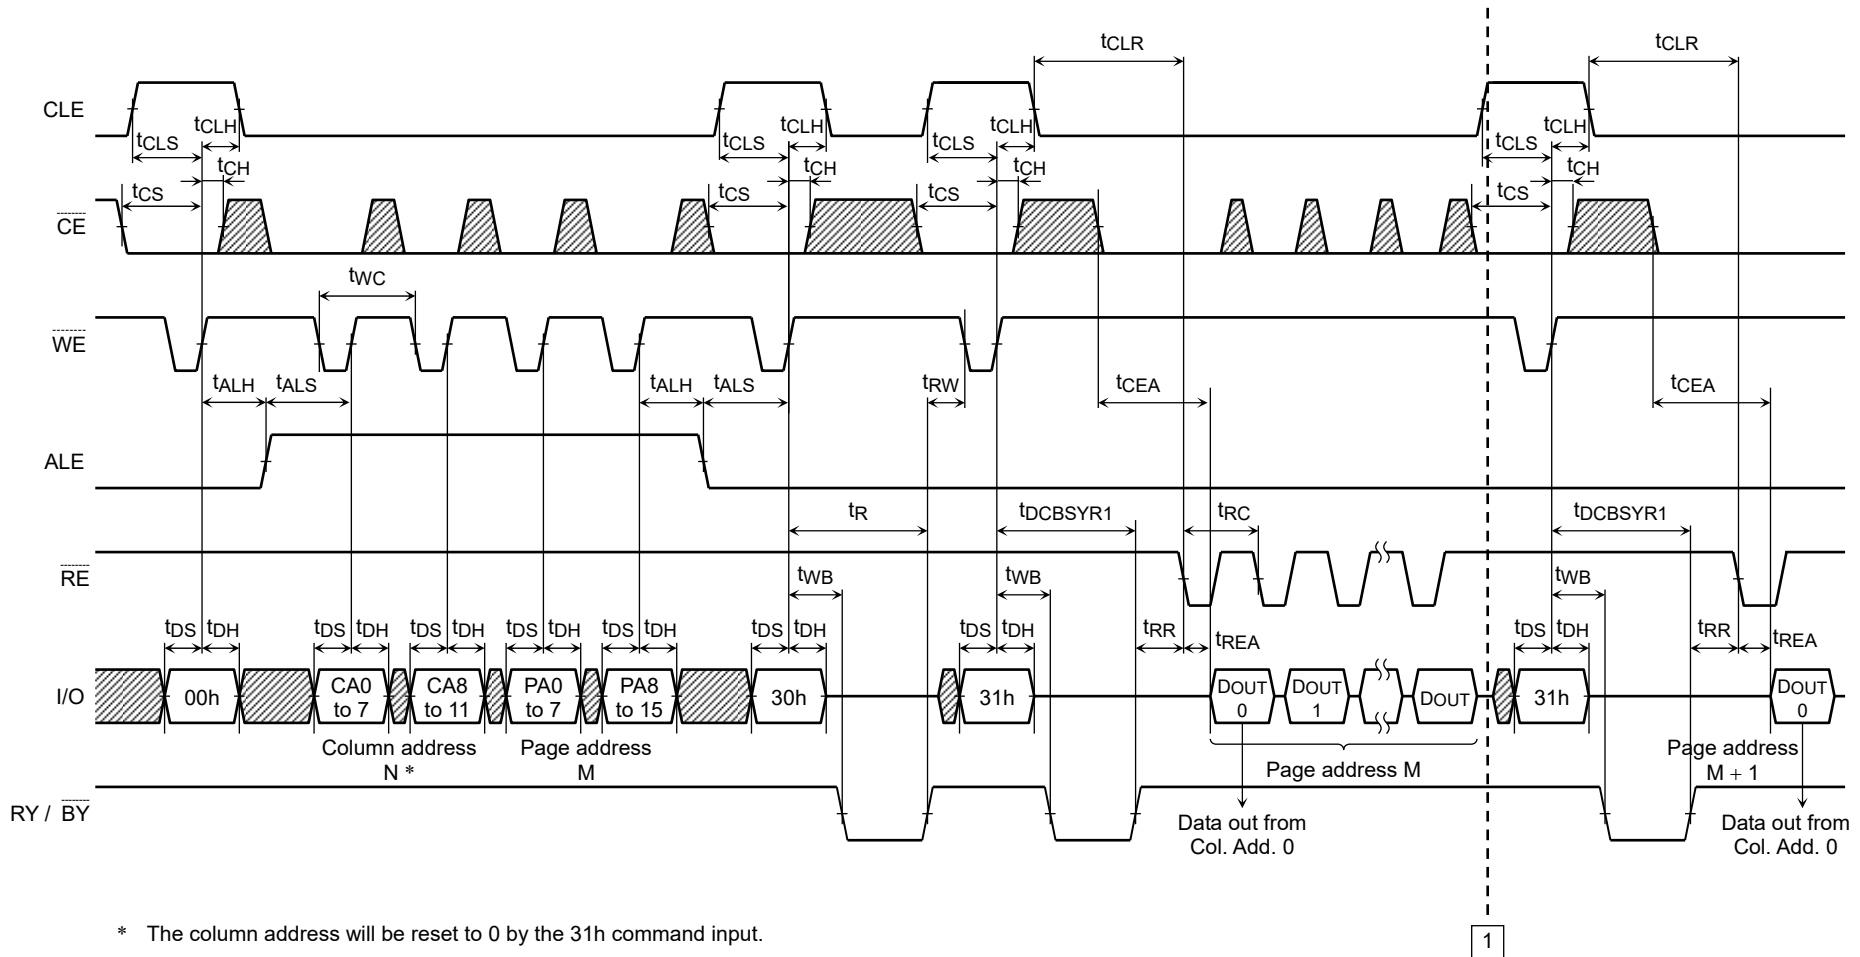 tCLR tCLR
CLE
tCLS tCLH tCLS tCLH tCLS tCLH tCLS tCLH
tCH tCH tCH tCH
tCS tCS tCS tCS
CE
tWC
WE
tALH tALS tALH tALS tRW tCEA tCEA
ALE
tR tDCBSYR1 tRC tDCBSYR1
RE
tWB tWB tWB
tDS tDH tDS tDH tDS tDH tDS tDH tDS tDH tDS tDH tDS tDH tDS tDH
tRR tREA tRR tREA
I/O 00h CA0 to 7 CA8 to 11 PA0 to 7 PA8 to 15 30h 31h DOUT 0 DOUT 1 DOUT 31h DOUT 0
Column address
N *
Page address
M
Page address M
Page address
M + 1
RY / BY
Data out from
Col. Add. 0
Data out from
Col. Add. 0
* The column address will be reset to 0 by the 31h command input.
1